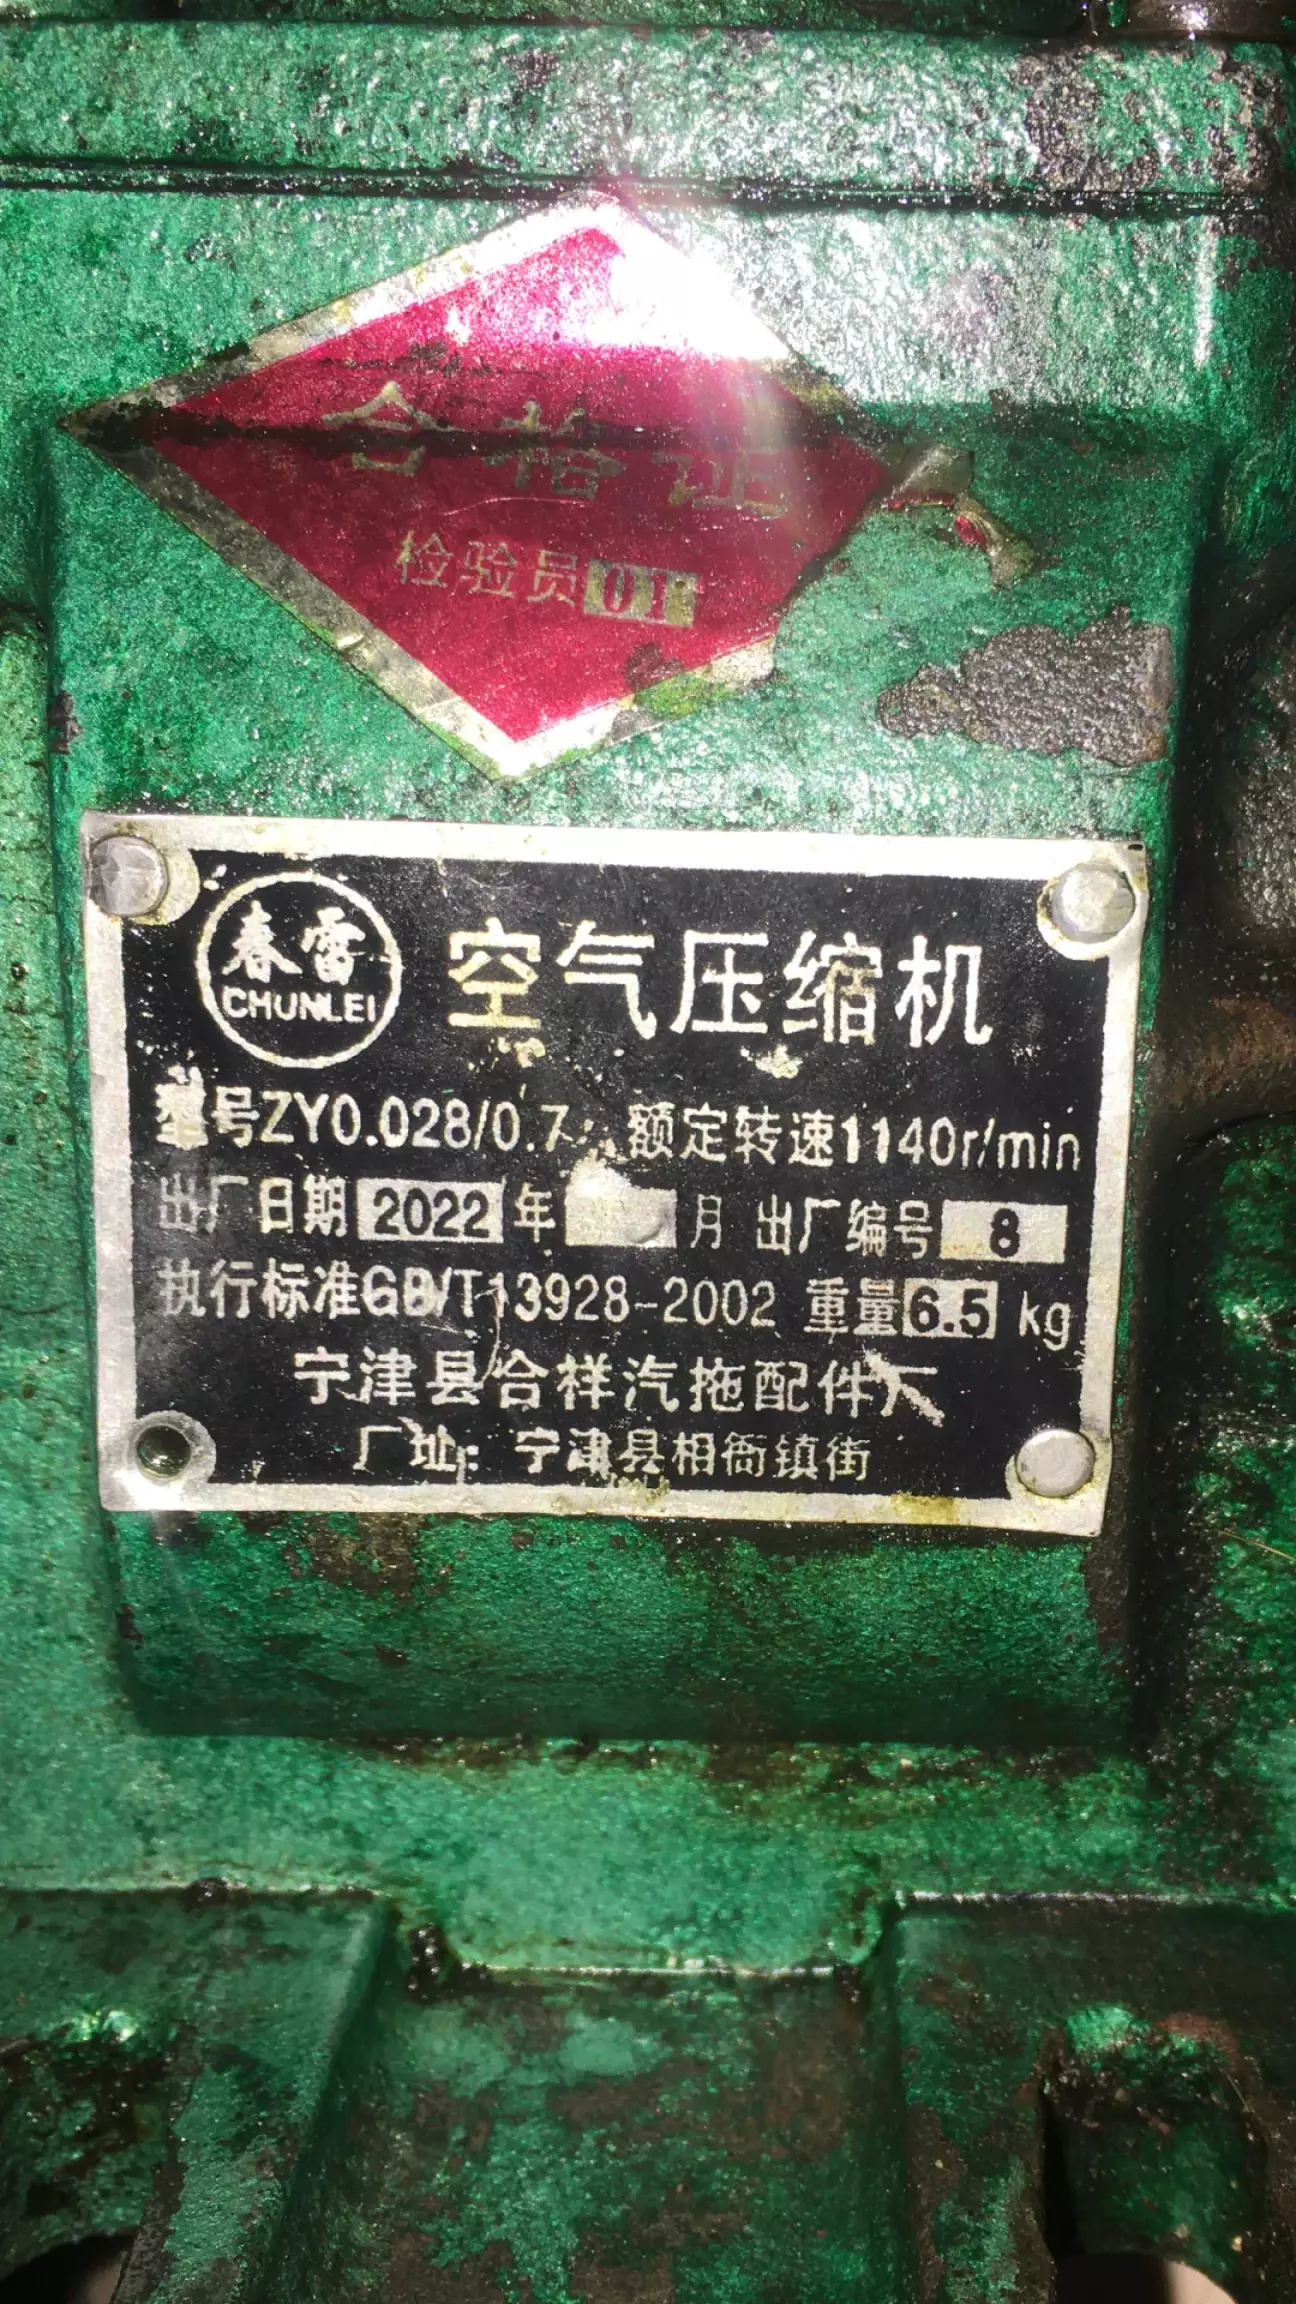 合格证
检验员01
春雷
CHUNLEI
空气压缩机
型号ZY0.028/0.7 额定转速1140r/min
出厂日期2022年 月 出厂编号8
执行标准GB/T13928-2002 重量6.5kg
宁津县合祥汽拖配件厂
厂址:宁津县相衙镇街